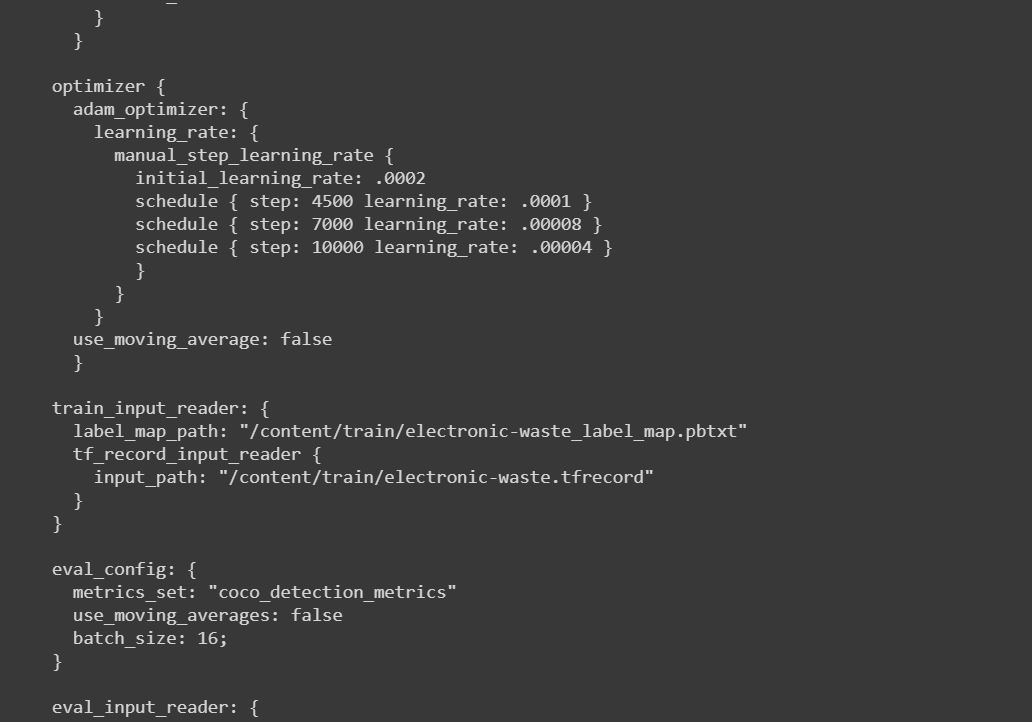 }
}
optimizer {
adam_optimizer: {
learning_rate: {
manual_step_learning_rate {
initial_learning_rate: .0002
schedule { step: 4500 learning_rate: .0001 }
schedule { step: 7000 learning_rate: .00008 }
schedule { step: 10000 learning_rate: .00004 }
}
}
}
use_moving_average: false
}
train_input_reader: {
label_map_path: "/content/train/electronic-waste_label_map.pbtxt"
tf_record_input_reader {
input_path: "/content/train/electronic-waste.tfrecord"
}
}
eval_config: {
metrics_set: "coco_detection_metrics"
use_moving_averages: false
batch_size: 16;
}
eval_input_reader: {